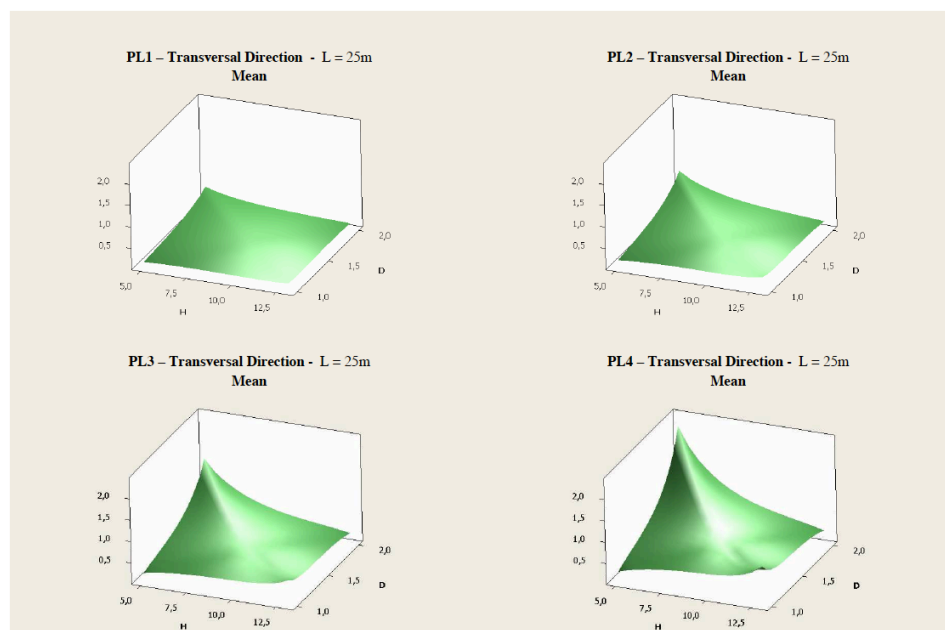 PL1 – Transversal Direction - L = 25m
Mean
2,0
1,5
1,0
0,5
5,0
7,5
10,0
12,5
H
1,0
1,5
2,0
D
PL2 – Transversal Direction - L = 25m
Mean
2,0
1,5
1,0
0,5
5,0
7,5
10,0
12,5
H
1,0
1,5
2,0
D
PL3 – Transversal Direction - L = 25m
Mean
2,0
1,5
1,0
0,5
5,0
7,5
10,0
12,5
H
1,0
1,5
2,0
D
PL4 – Transversal Direction - L = 25m
Mean
2,0
1,5
1,0
0,5
5,0
7,5
10,0
12,5
H
1,0
1,5
2,0
D